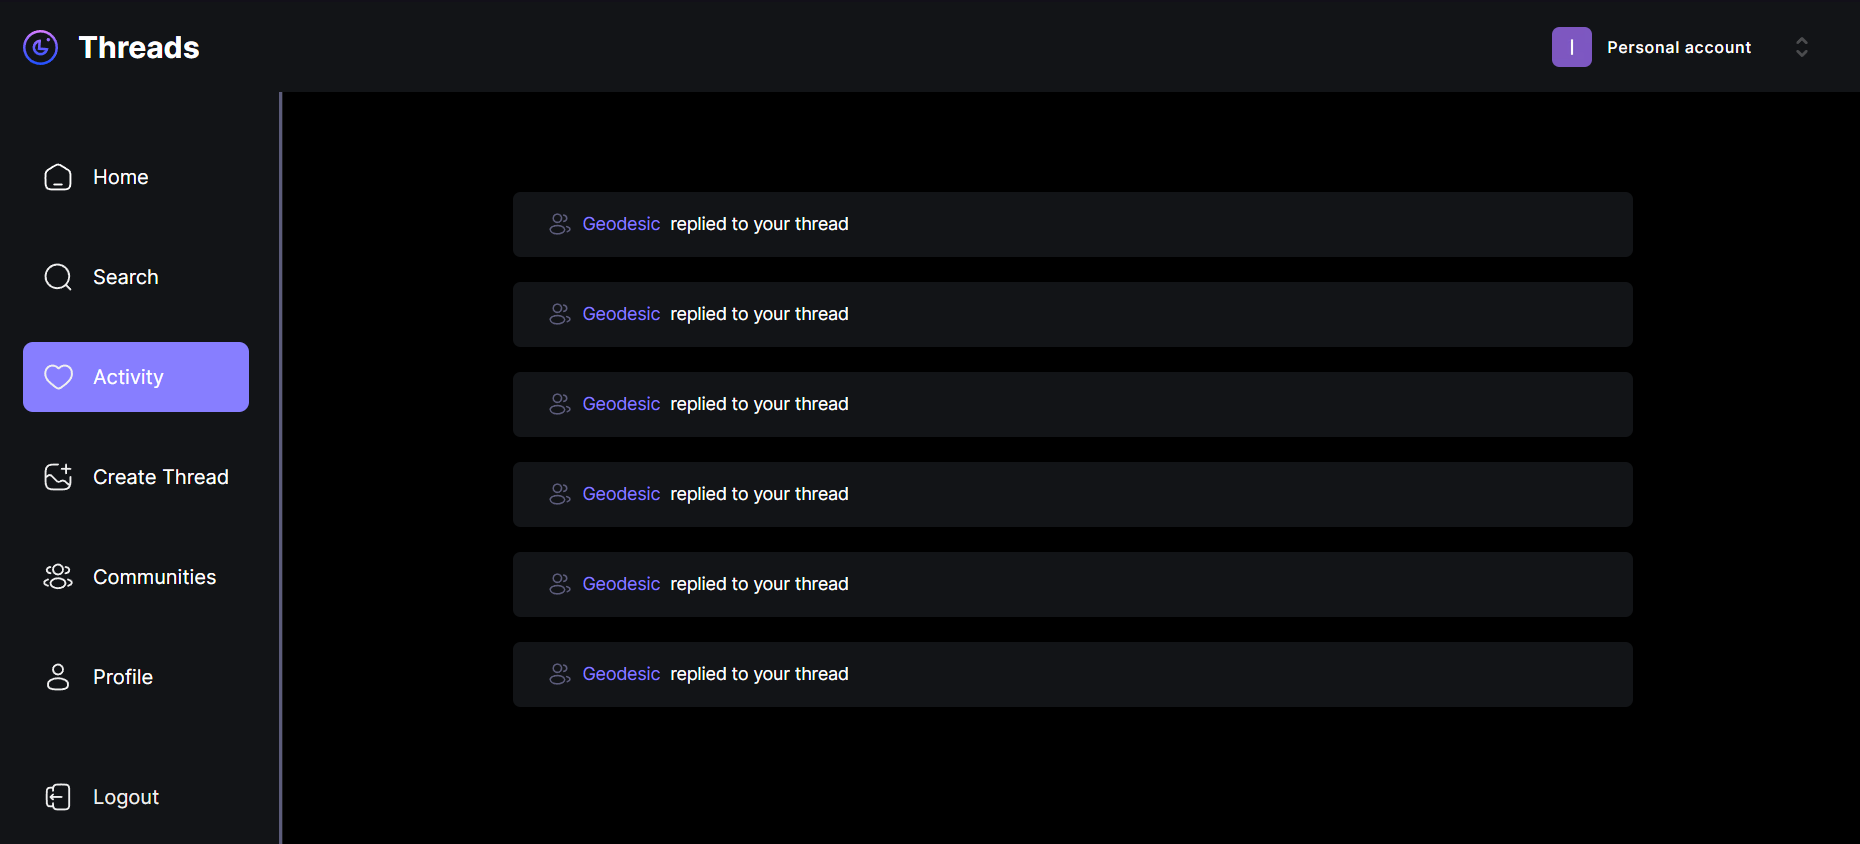 Threads
I Personal account
Home
Search
Activity
Create Thread
Communities
Profile
Logout
Geodesic replied to your thread
Geodesic replied to your thread
Geodesic replied to your thread
Geodesic replied to your thread
Geodesic replied to your thread
Geodesic replied to your thread